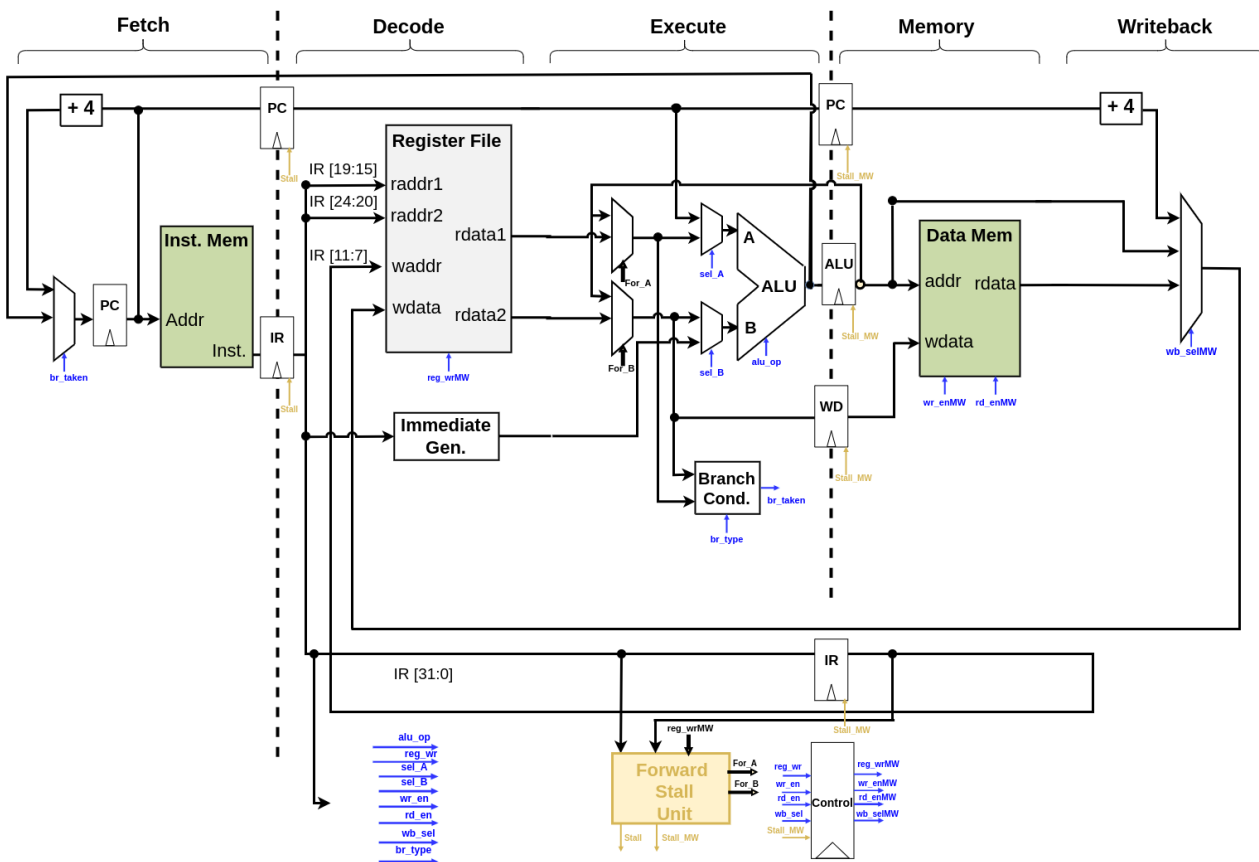 Fetch
Decode
Execute
Memory
Writeback
+ 4
PC
PC
+ 4
Stall
Stall_MW
Register File
IR [19:15]
raddr1
IR [24:20]
raddr2
rdata1
IR [11:7]
waddr
wdata
rdata2
reg_wrMW
Inst. Mem
Addr
Inst.
PC
br_taken
IR
Stall
For_A
For_B
sel_A
sel_B
A
B
ALU
alu_op
ALU
Stall_MW
Data Mem
addr
rdata
wdata
wr_enMW
rd_enMW
wb_selMW
Immediate
Gen.
WD
Stall_MW
Branch
Cond.
br_taken
br_type
IR
Stall_MW
IR [31:0]
alu_op
reg_wr
sel_A
sel_B
wr_en
rd_en
wb_sel
br_type
reg_wrMW
Forward
Stall
Unit
For_A
For_B
Stall
Stall_MW
reg_wr
wr_en
rd_en
wb_sel
Stall_MW
Control
reg_wrMW
wr_enMW
rd_enMW
wb_selMW